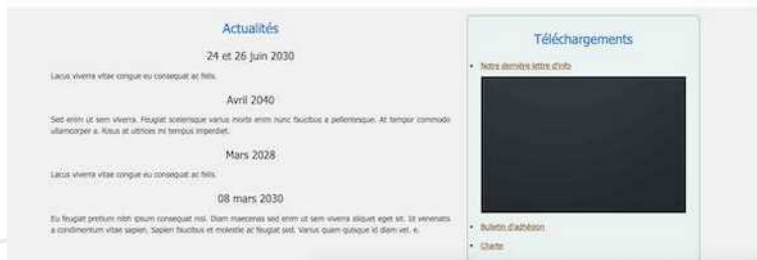 Actualités
24 et 26 juin 2030
Lacus viverra vitae congue eu consequat ac felis.
Avril 2040
Sed enim ut sem viverra. Feugiat scelerisque varius morbi enim nunc faucibus a pellentesque. At tempor commodo
ullamcorper a. Risus at ultrices mi tempus imperdiet.
Mars 2028
Lacus viverra vitae congue eu consequat ac felis.
08 mars 2030
Eu feugiat pretium nibh ipsum consequat nisl. Diam maecenas sed enim ut sem viverra aliquet eget sit. Id venenatis
a condimentum vitae sapien. Sapien faucibus et molestie ac feugiat sed. Varius quam quisque id diam vel. e.
Téléchargements
Notre dernière lettre d'info
Bulletin d'adhésion
Charte